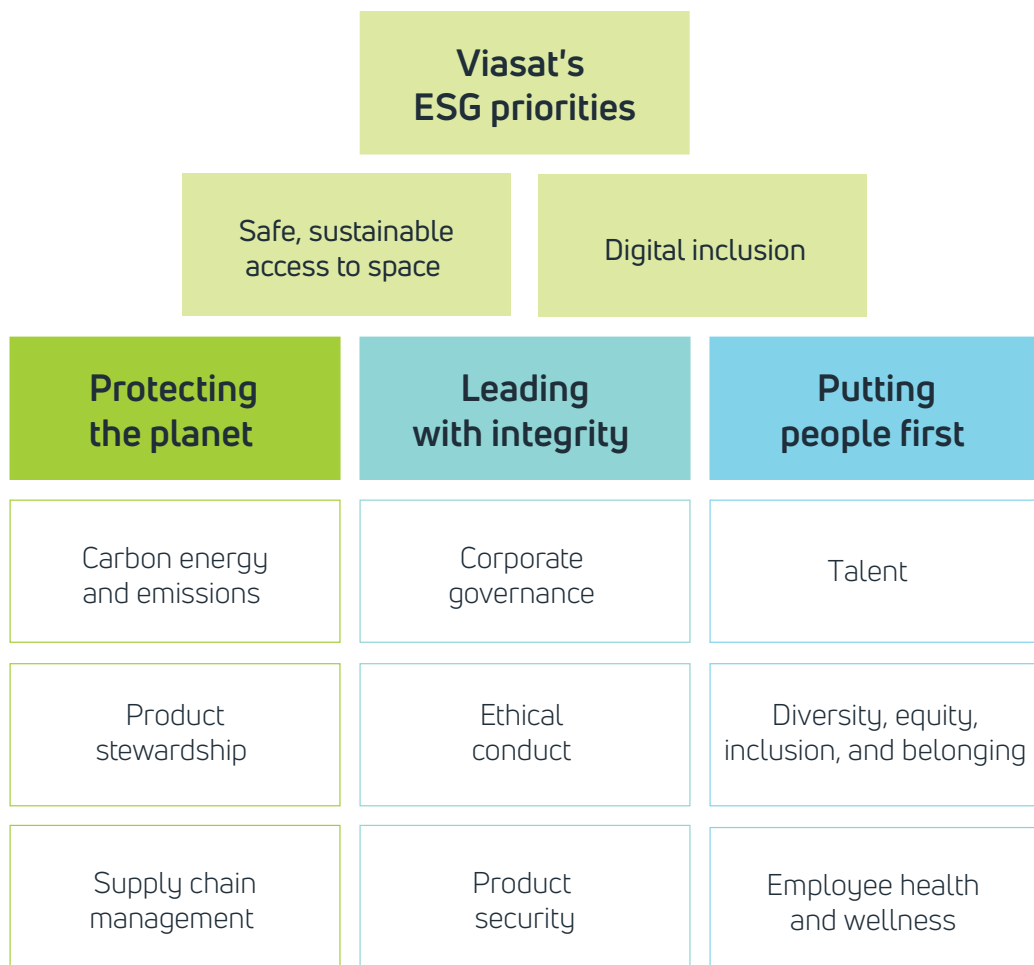 Viasat's
ESG priorities
Safe, sustainable
access to space
Digital inclusion
Protecting
the planet
Leading
with integrity
Putting
people first
Carbon energy
and emissions
Corporate
governance
Talent
Product
stewardship
Ethical
conduct
Diversity, equity,
inclusion, and belonging
Supply chain
management
Product
security
Employee health
and wellness